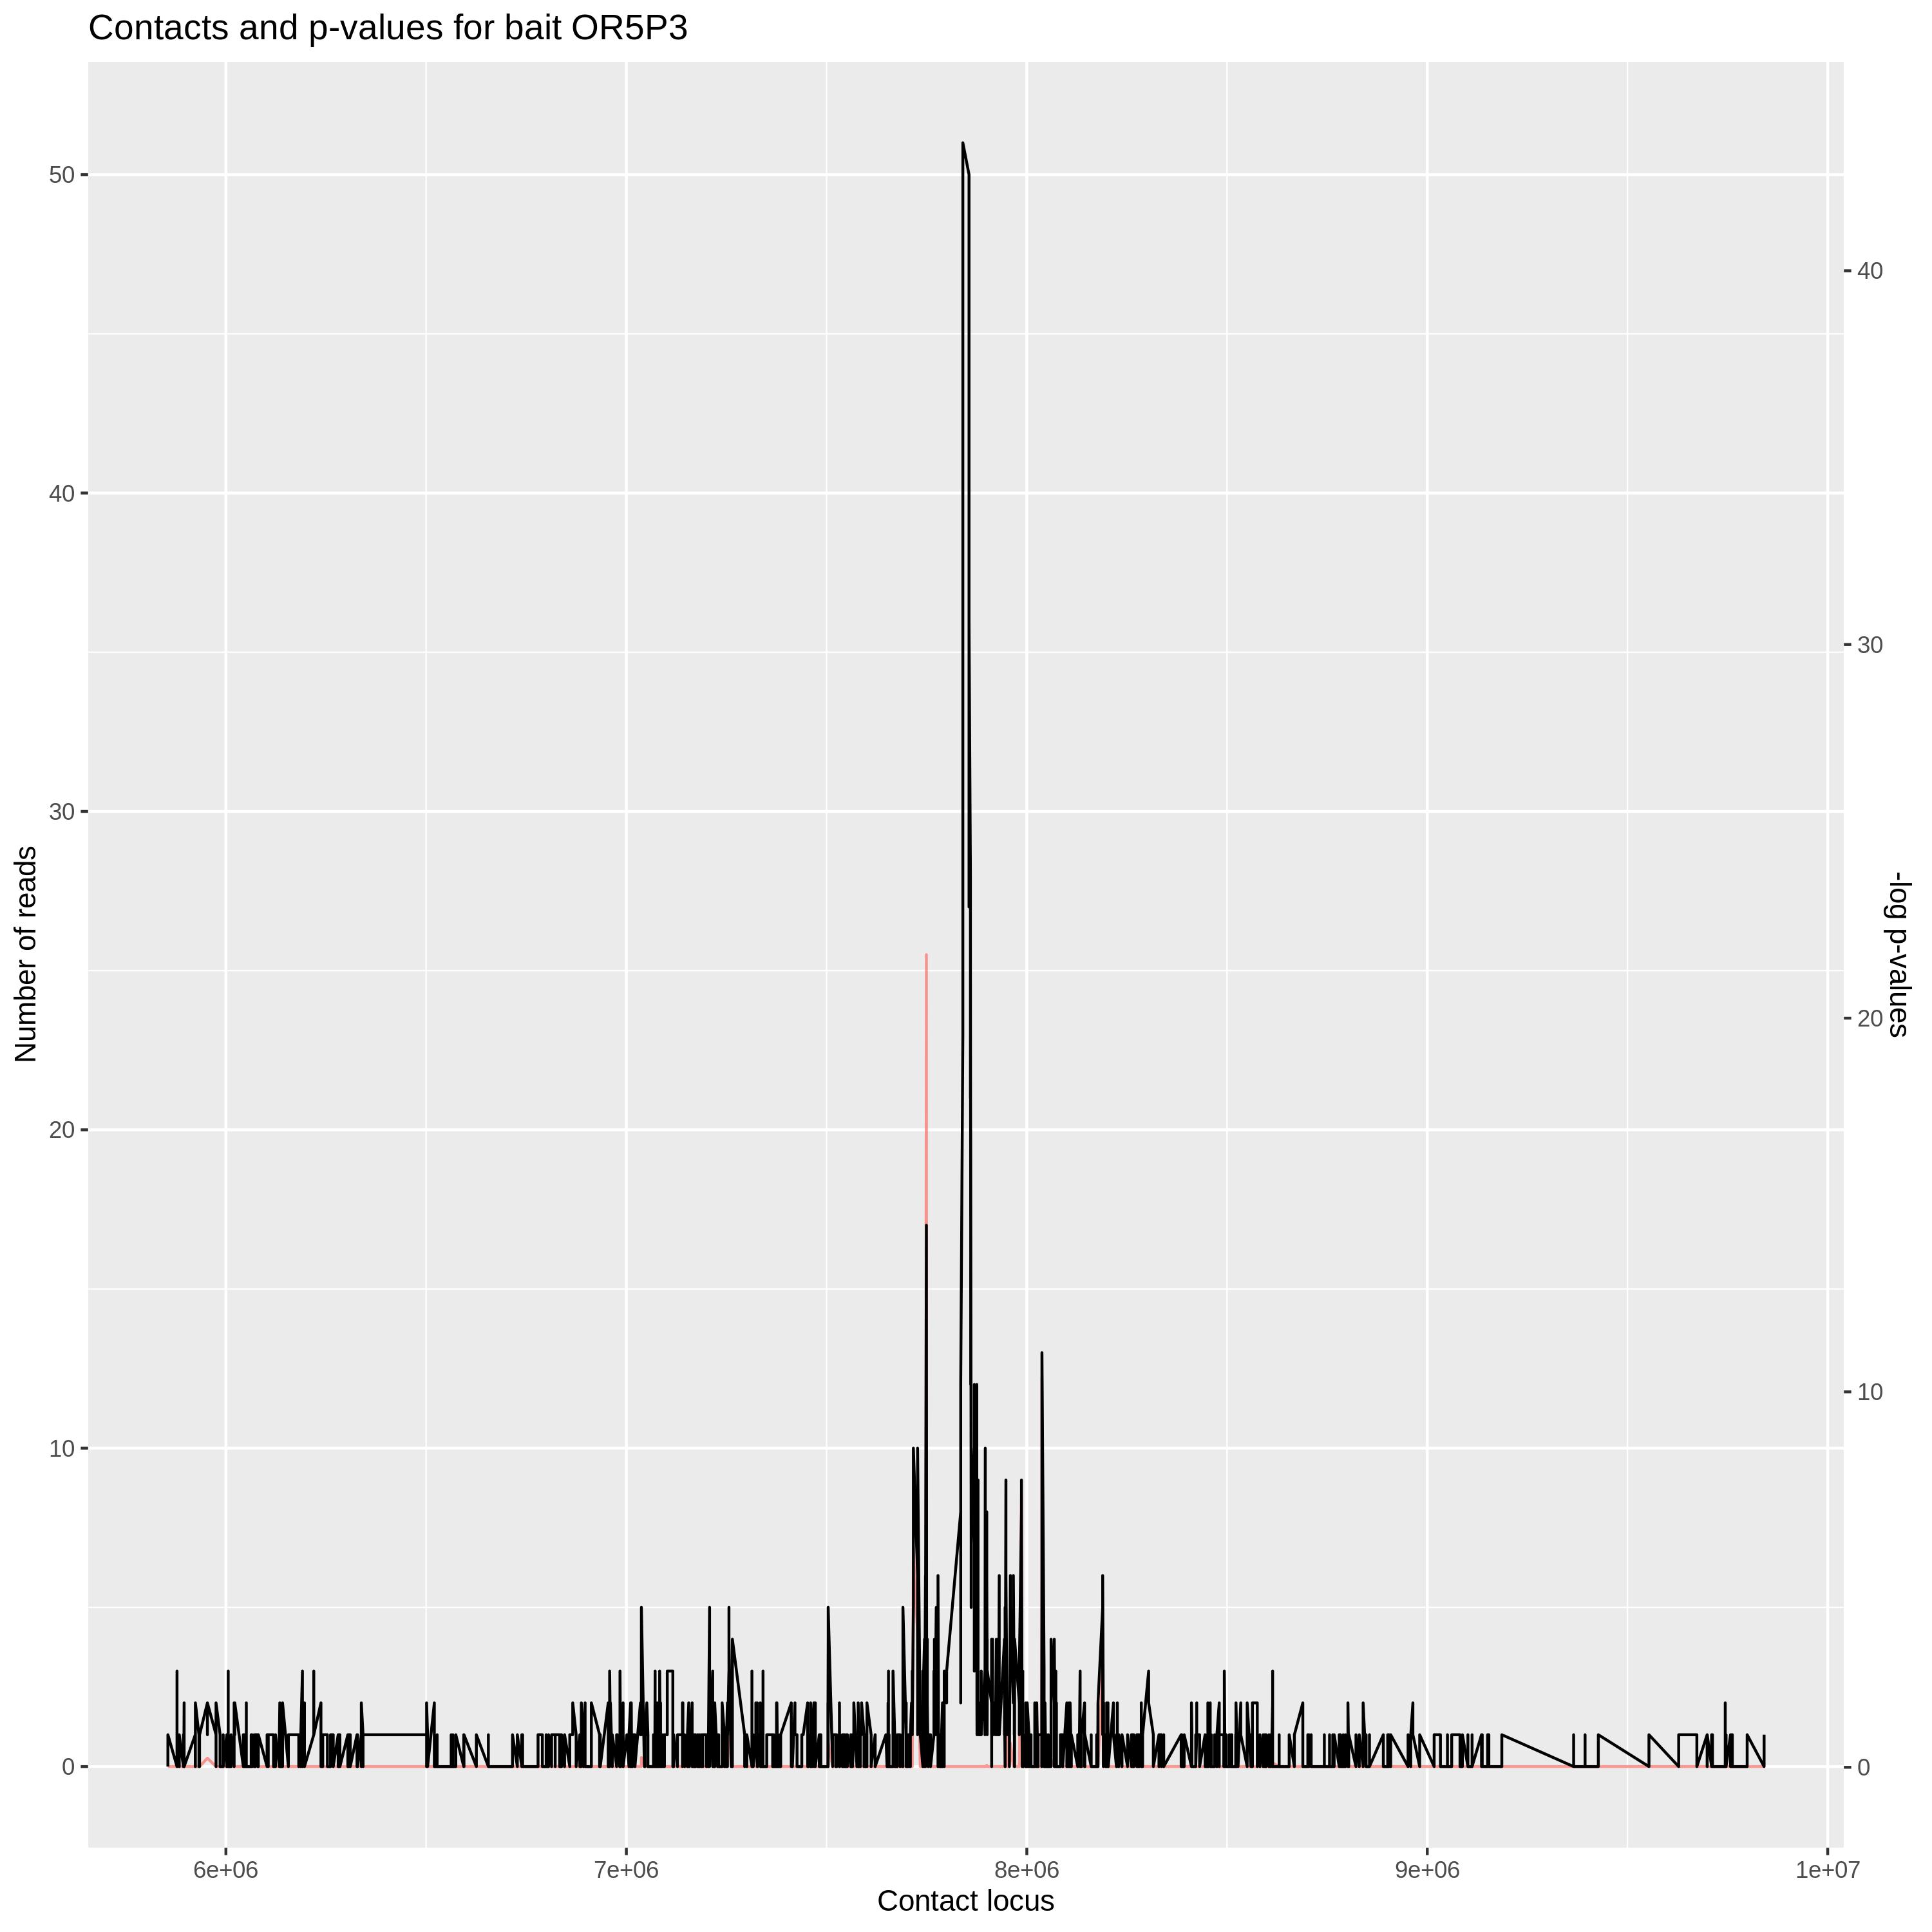 Contacts and p-values for bait OR5P3
50
40
30
20
10
0
Number of reads
40
30
20
10
0
-log p-values
6e+06 7e+06 8e+06 9e+06 1e+07
Contact locus